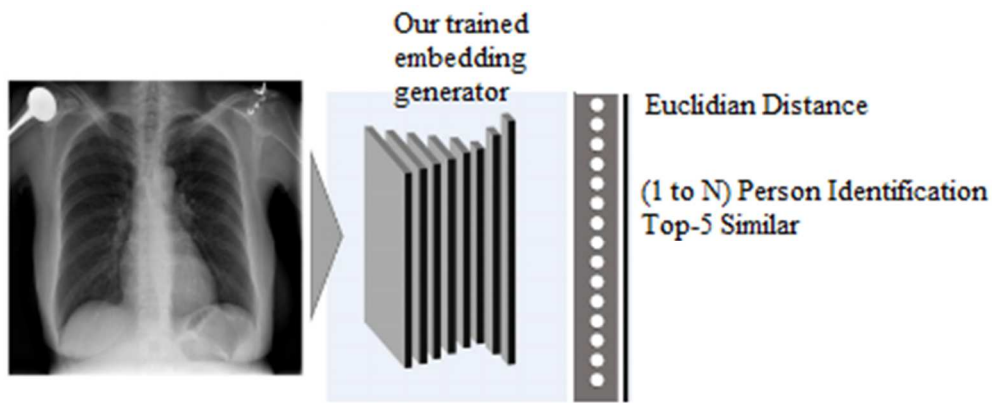 Our trained
embedding
generator
Euclidian Distance
(1 to N) Person Identification
Top-5 Similar